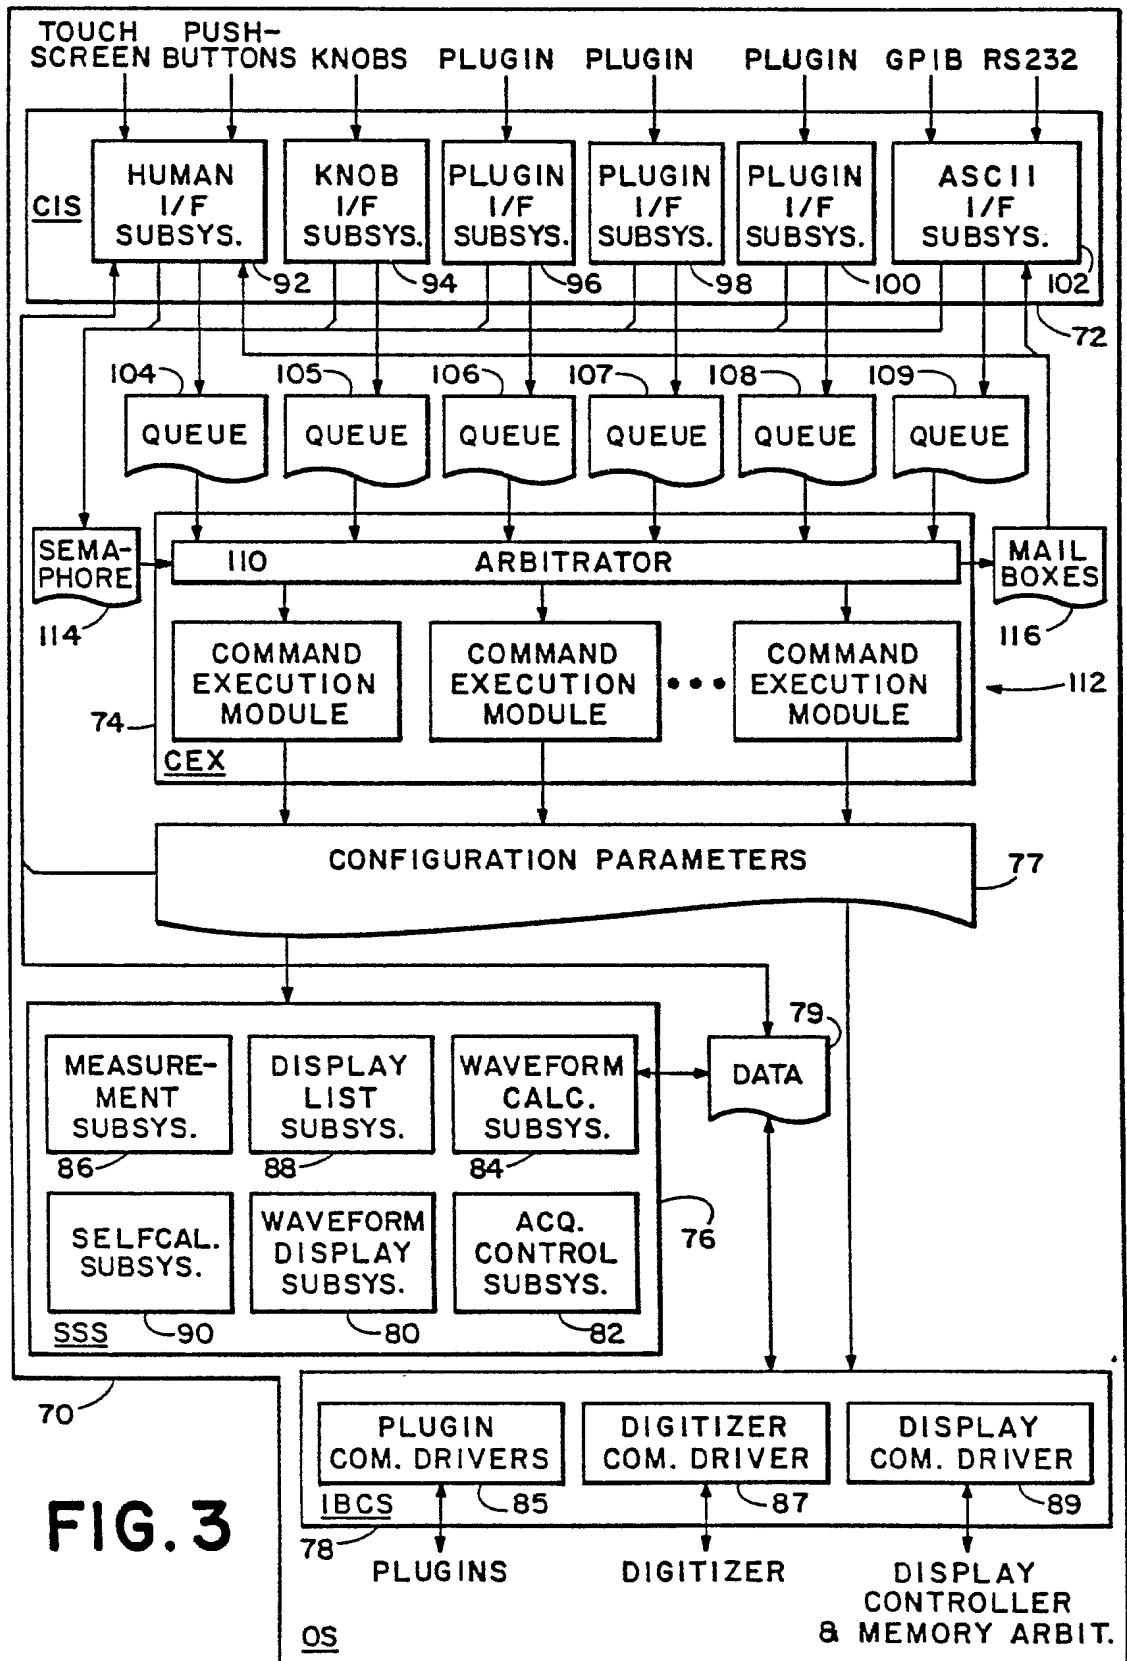 TOUCH PUSH-
SCREEN BUTTONS KNOBS PLUGIN PLUGIN PLUGIN GPIB RS232
HUMAN KNOB PLUGIN PLUGIN PLUGIN ASCII
CIS I/F I/F I/F I/F I/F I/F
SUBSYS. SUBSYS. SUBSYS. SUBSYS. SUBSYS. SUBSYS.
92 94 96 98 100 102
72
104 105 106 107 108 109
QUEUE QUEUE QUEUE QUEUE QUEUE QUEUE
SEMA- 110 ARBITRATOR MAIL
PHORE BOXES
114 116
COMMAND COMMAND COMMAND
EXECUTION EXECUTION EXECUTION 112
MODULE MODULE MODULE
74
CEX
CONFIGURATION PARAMETERS
77
79
MEASURE- DISPLAY WAVEFORM DATA
MENT LIST CALC.
SUBSYS. SUBSYS. SUBSYS.
86 88 84
76
SELFCAL. WAVEFORM ACQ.
SUBSYS. DISPLAY CONTROL
SUBSYS. SUBSYS.
SSS 90 80 82
70
PLUGIN DIGITIZER DISPLAY
COM. DRIVERS COM. DRIVER COM. DRIVER
IBCS 85 87 89
FIG. 3
78
PLUGINS DIGITIZER DISPLAY
CONTROLLER
& MEMORY ARBIT.
OS